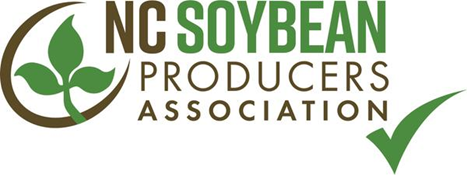 NC SOYBEAN
PRODUCERS
ASSOCIATION